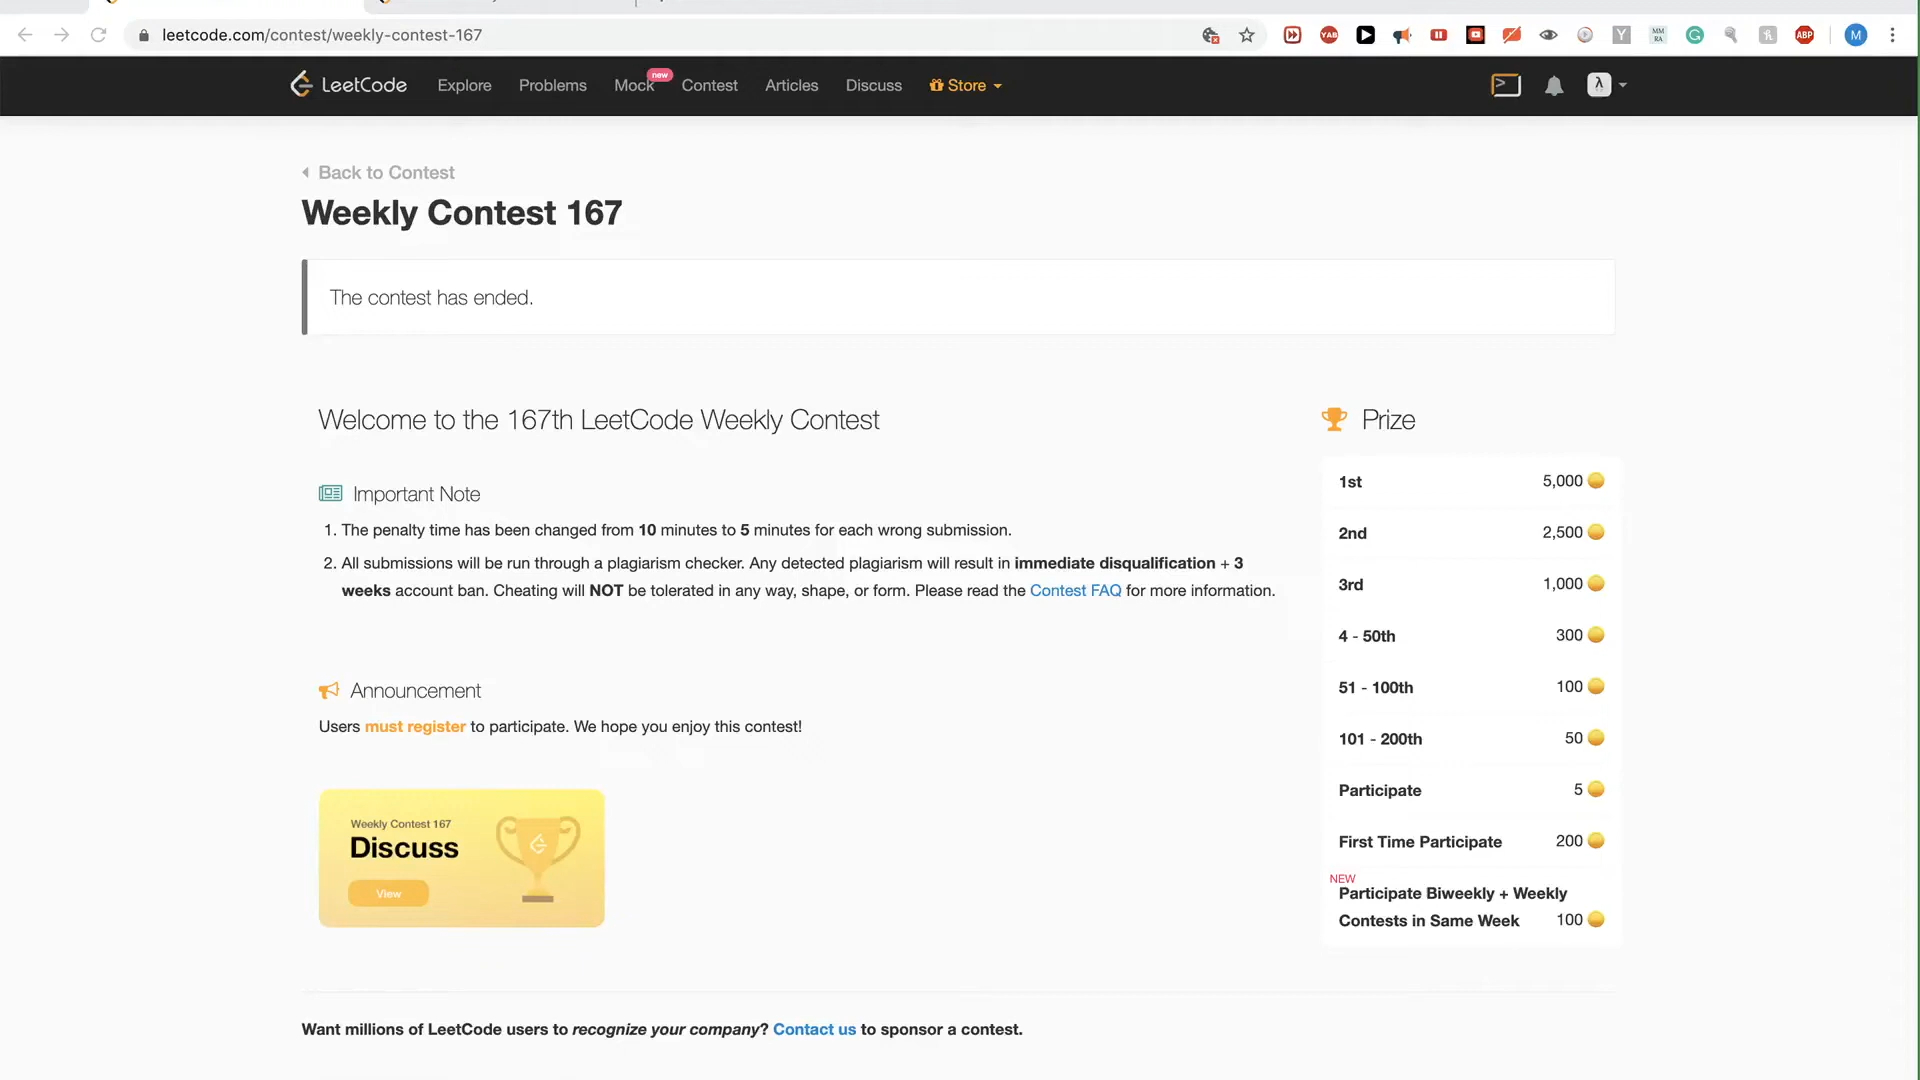 leetcode.com/contest/weekly-contest-167
YAB
Y
MM
RA
G
ABP
M
LeetCode
Explore
Problems
Mock
new
Contest
Articles
Discuss
Store
Back to Contest
Weekly Contest 167
The contest has ended.
Welcome to the 167th LeetCode Weekly Contest
Important Note
1. The penalty time has been changed from 10 minutes to 5 minutes for each wrong submission.
2. All submissions will be run through a plagiarism checker. Any detected plagiarism will result in immediate disqualification + 3
weeks account ban. Cheating will NOT be tolerated in any way, shape, or form. Please read the Contest FAQ for more information.
Announcement
Users must register to participate. We hope you enjoy this contest!
Weekly Contest 167
Discuss
View
Prize
1st 5,000
2nd 2,500
3rd 1,000
4 - 50th 300
51 - 100th 100
101 - 200th 50
Participate 5
First Time Participate 200
NEW
Participate Biweekly + Weekly
Contests in Same Week 100
Want millions of LeetCode users to recognize your company? Contact us to sponsor a contest.